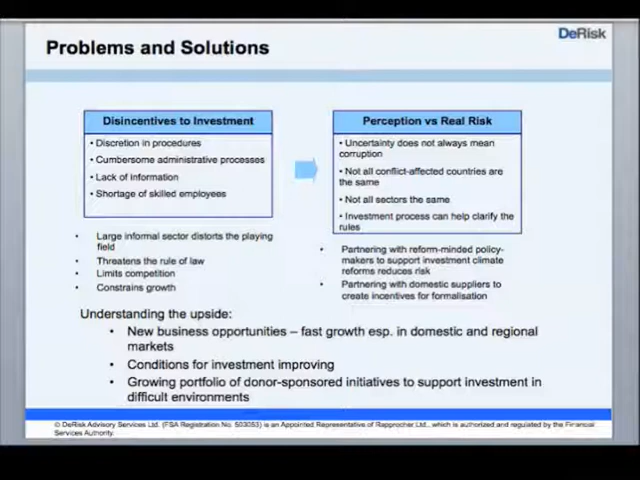 DeRisk
Problems and Solutions
Disincentives to Investment
• Discretion in procedures
• Cumbersome administrative processes
• Lack of information
• Shortage of skilled employees
• Large informal sector distorts the playing
field
• Threatens the rule of law
• Limits competition
• Constrains growth
Perception vs Real Risk
• Uncertainty does not always mean
corruption
• Not all conflict-affected countries are
the same
• Not all sectors the same
• Investment process can help clarify the
rules
• Partnering with reform-minded policy-
makers to support investment climate
reforms reduces risk
• Partnering with domestic suppliers to
create incentives for formalisation
Understanding the upside:
• New business opportunities – fast growth esp. in domestic and regional
markets
• Conditions for investment improving
• Growing portfolio of donor-sponsored initiatives to support investment in
difficult environments
© DeRisk Advisory Services Ltd. (FSA Registration No. 503053) is an Appointed Representative of Rapprocher Ltd., which is authorized and regulated by the Financial
Services Authority.